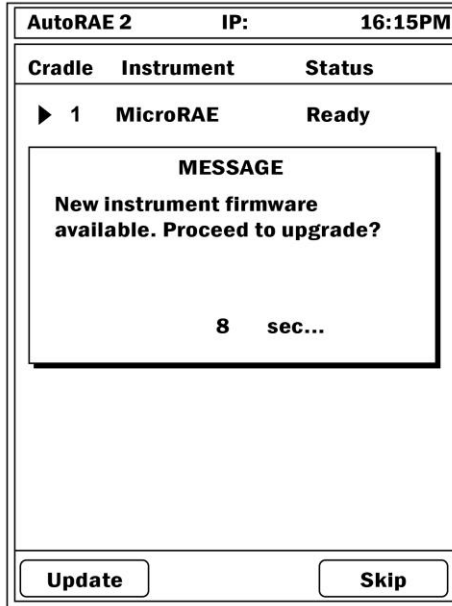 AutoRAE 2 IP: 16:15PM
Cradle Instrument Status
1 MicroRAE Ready
MESSAGE
New instrument firmware
available. Proceed to upgrade?
8 sec...
Update Skip